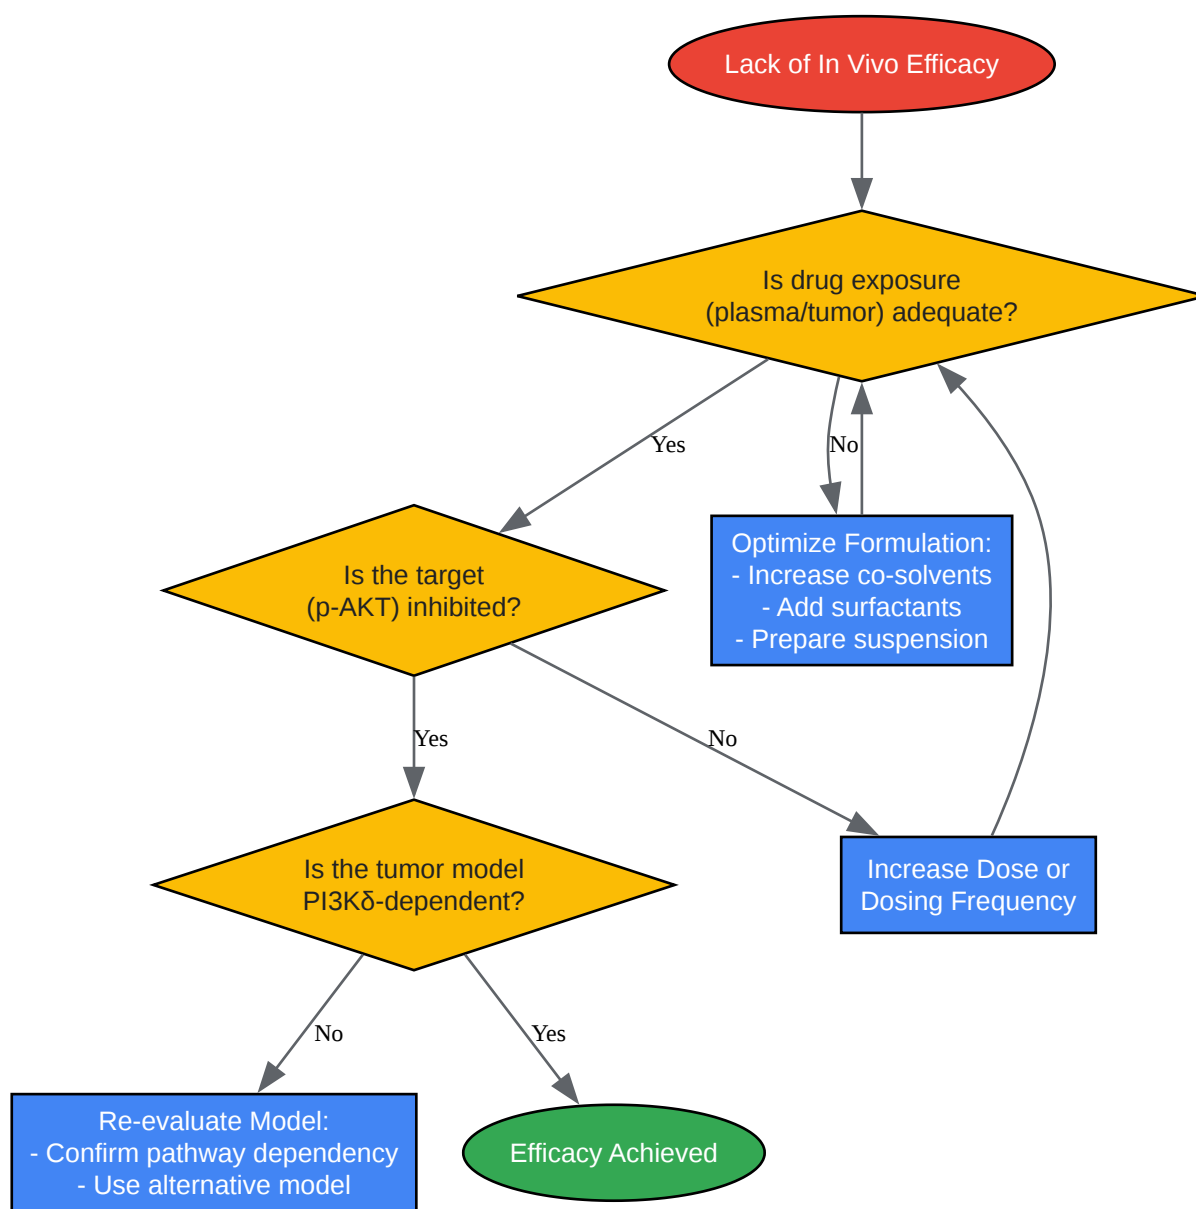 Lack of In Vivo Efficacy
Is drug exposure
(plasma/tumor) adequate?
Yes
No
Optimize Formulation:
- Increase co-solvents
- Add surfactants
- Prepare suspension
Is the target
(p-AKT) inhibited?
Yes
No
Increase Dose or
Dosing Frequency
Is the tumor model
PI3Kδ-dependent?
No
Yes
Re-evaluate Model:
- Confirm pathway dependency
- Use alternative model
Efficacy Achieved